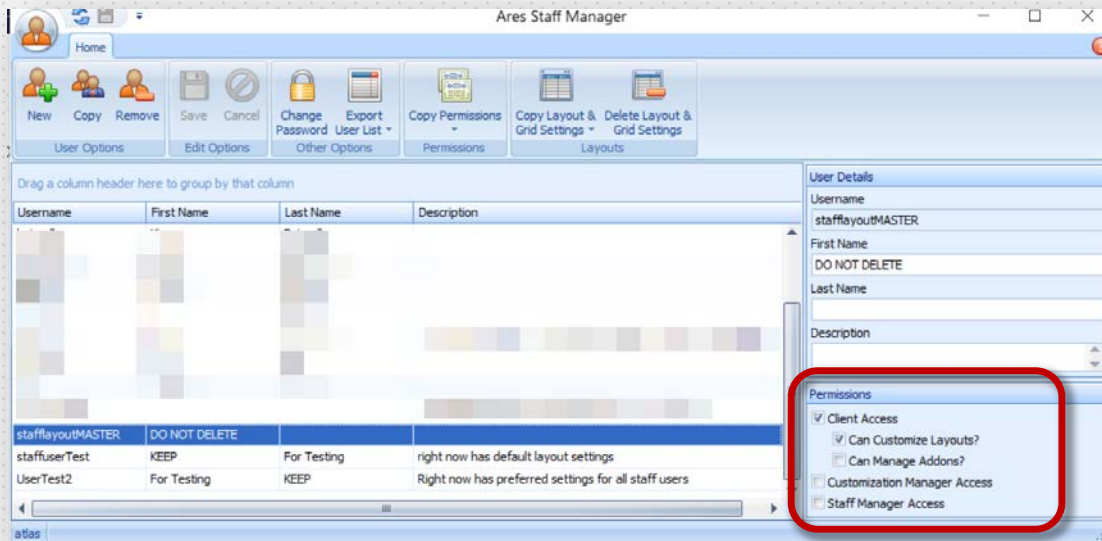 Ares Staff Manager
Home
New Copy Remove Save Cancel Change Password Export User List Copy Permissions Copy Layout & Grid Settings Delete Layout & Grid Settings
User Options Edit Options Other Options Permissions Layouts
Drag a column header here to group by that column
Username First Name Last Name Description
stafflayoutMASTER DO NOT DELETE
staffuserTest KEEP For Testing right now has default layout settings
UserTest2 For Testing KEEP Right now has preferred settings for all staff users
atlas
User Details
Username
stafflayoutMASTER
First Name
DO NOT DELETE
Last Name
Description
Permissions
Client Access
Can Customize Layouts?
Can Manage Addons?
Customization Manager Access
Staff Manager Access